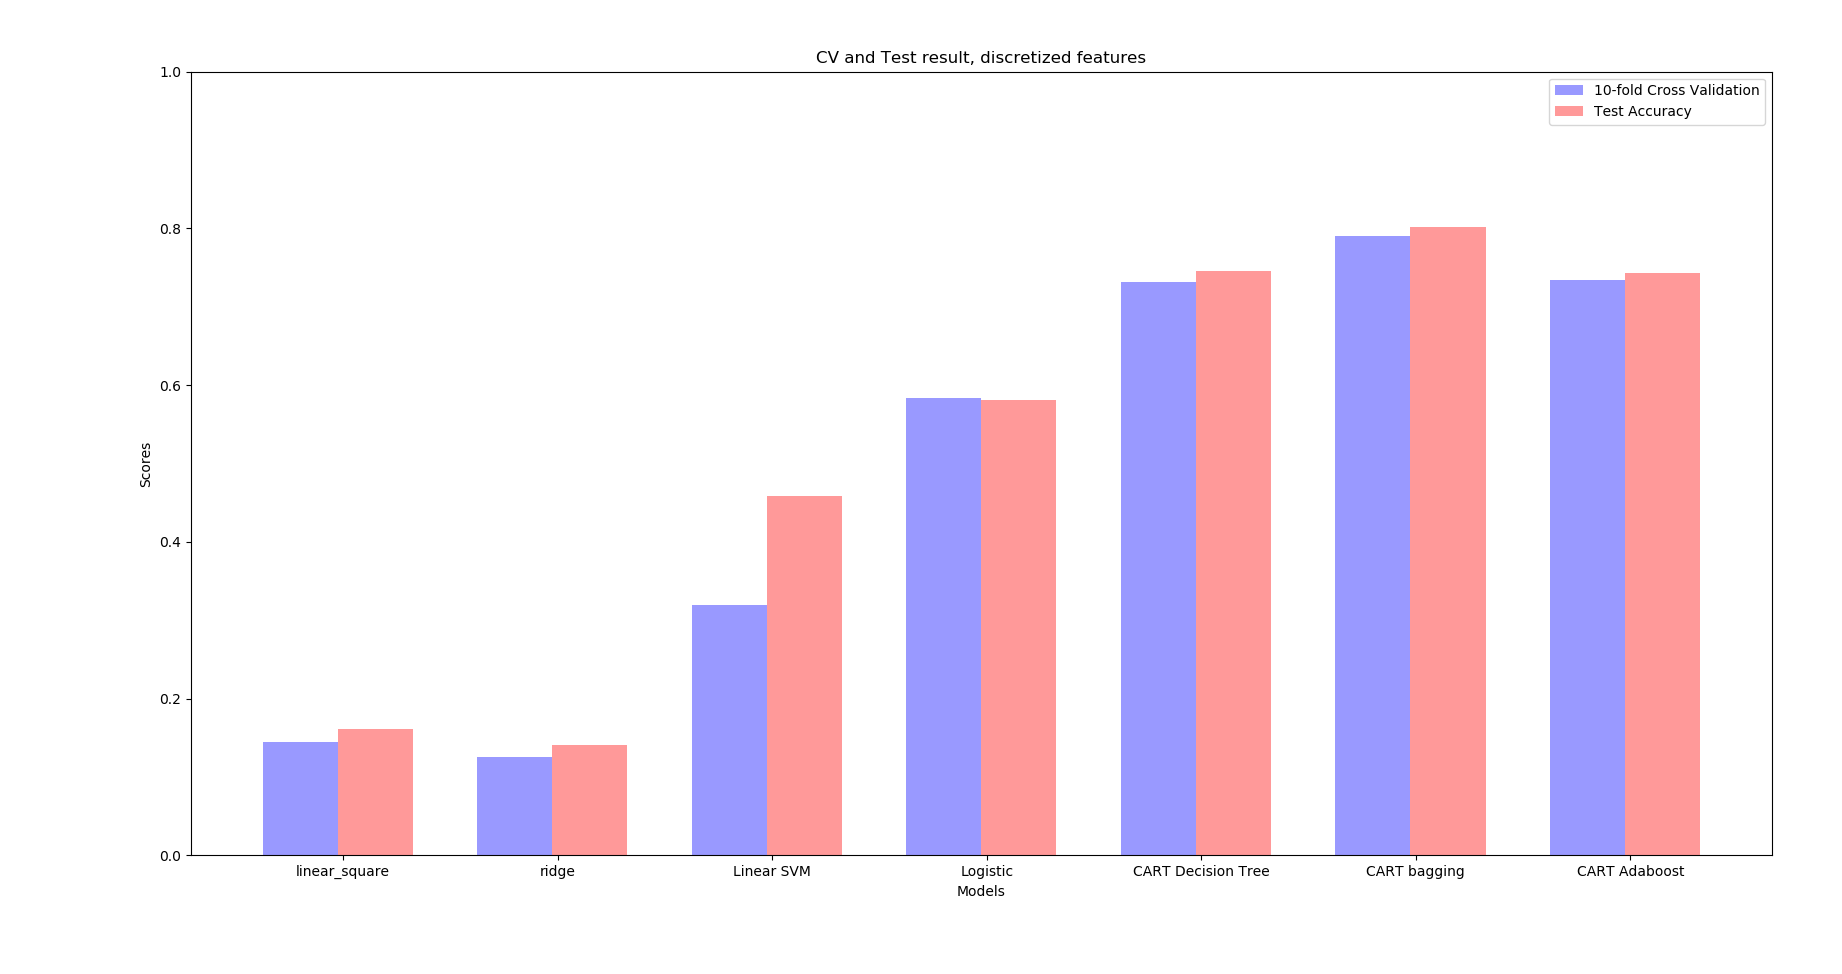 CV and Test result, discretized features
10-fold Cross Validation
Test Accuracy
1.0
0.8
0.6
0.4
0.2
0.0
Scores
linear_square ridge Linear SVM Logistic CART Decision Tree CART bagging CART Adaboost
Models